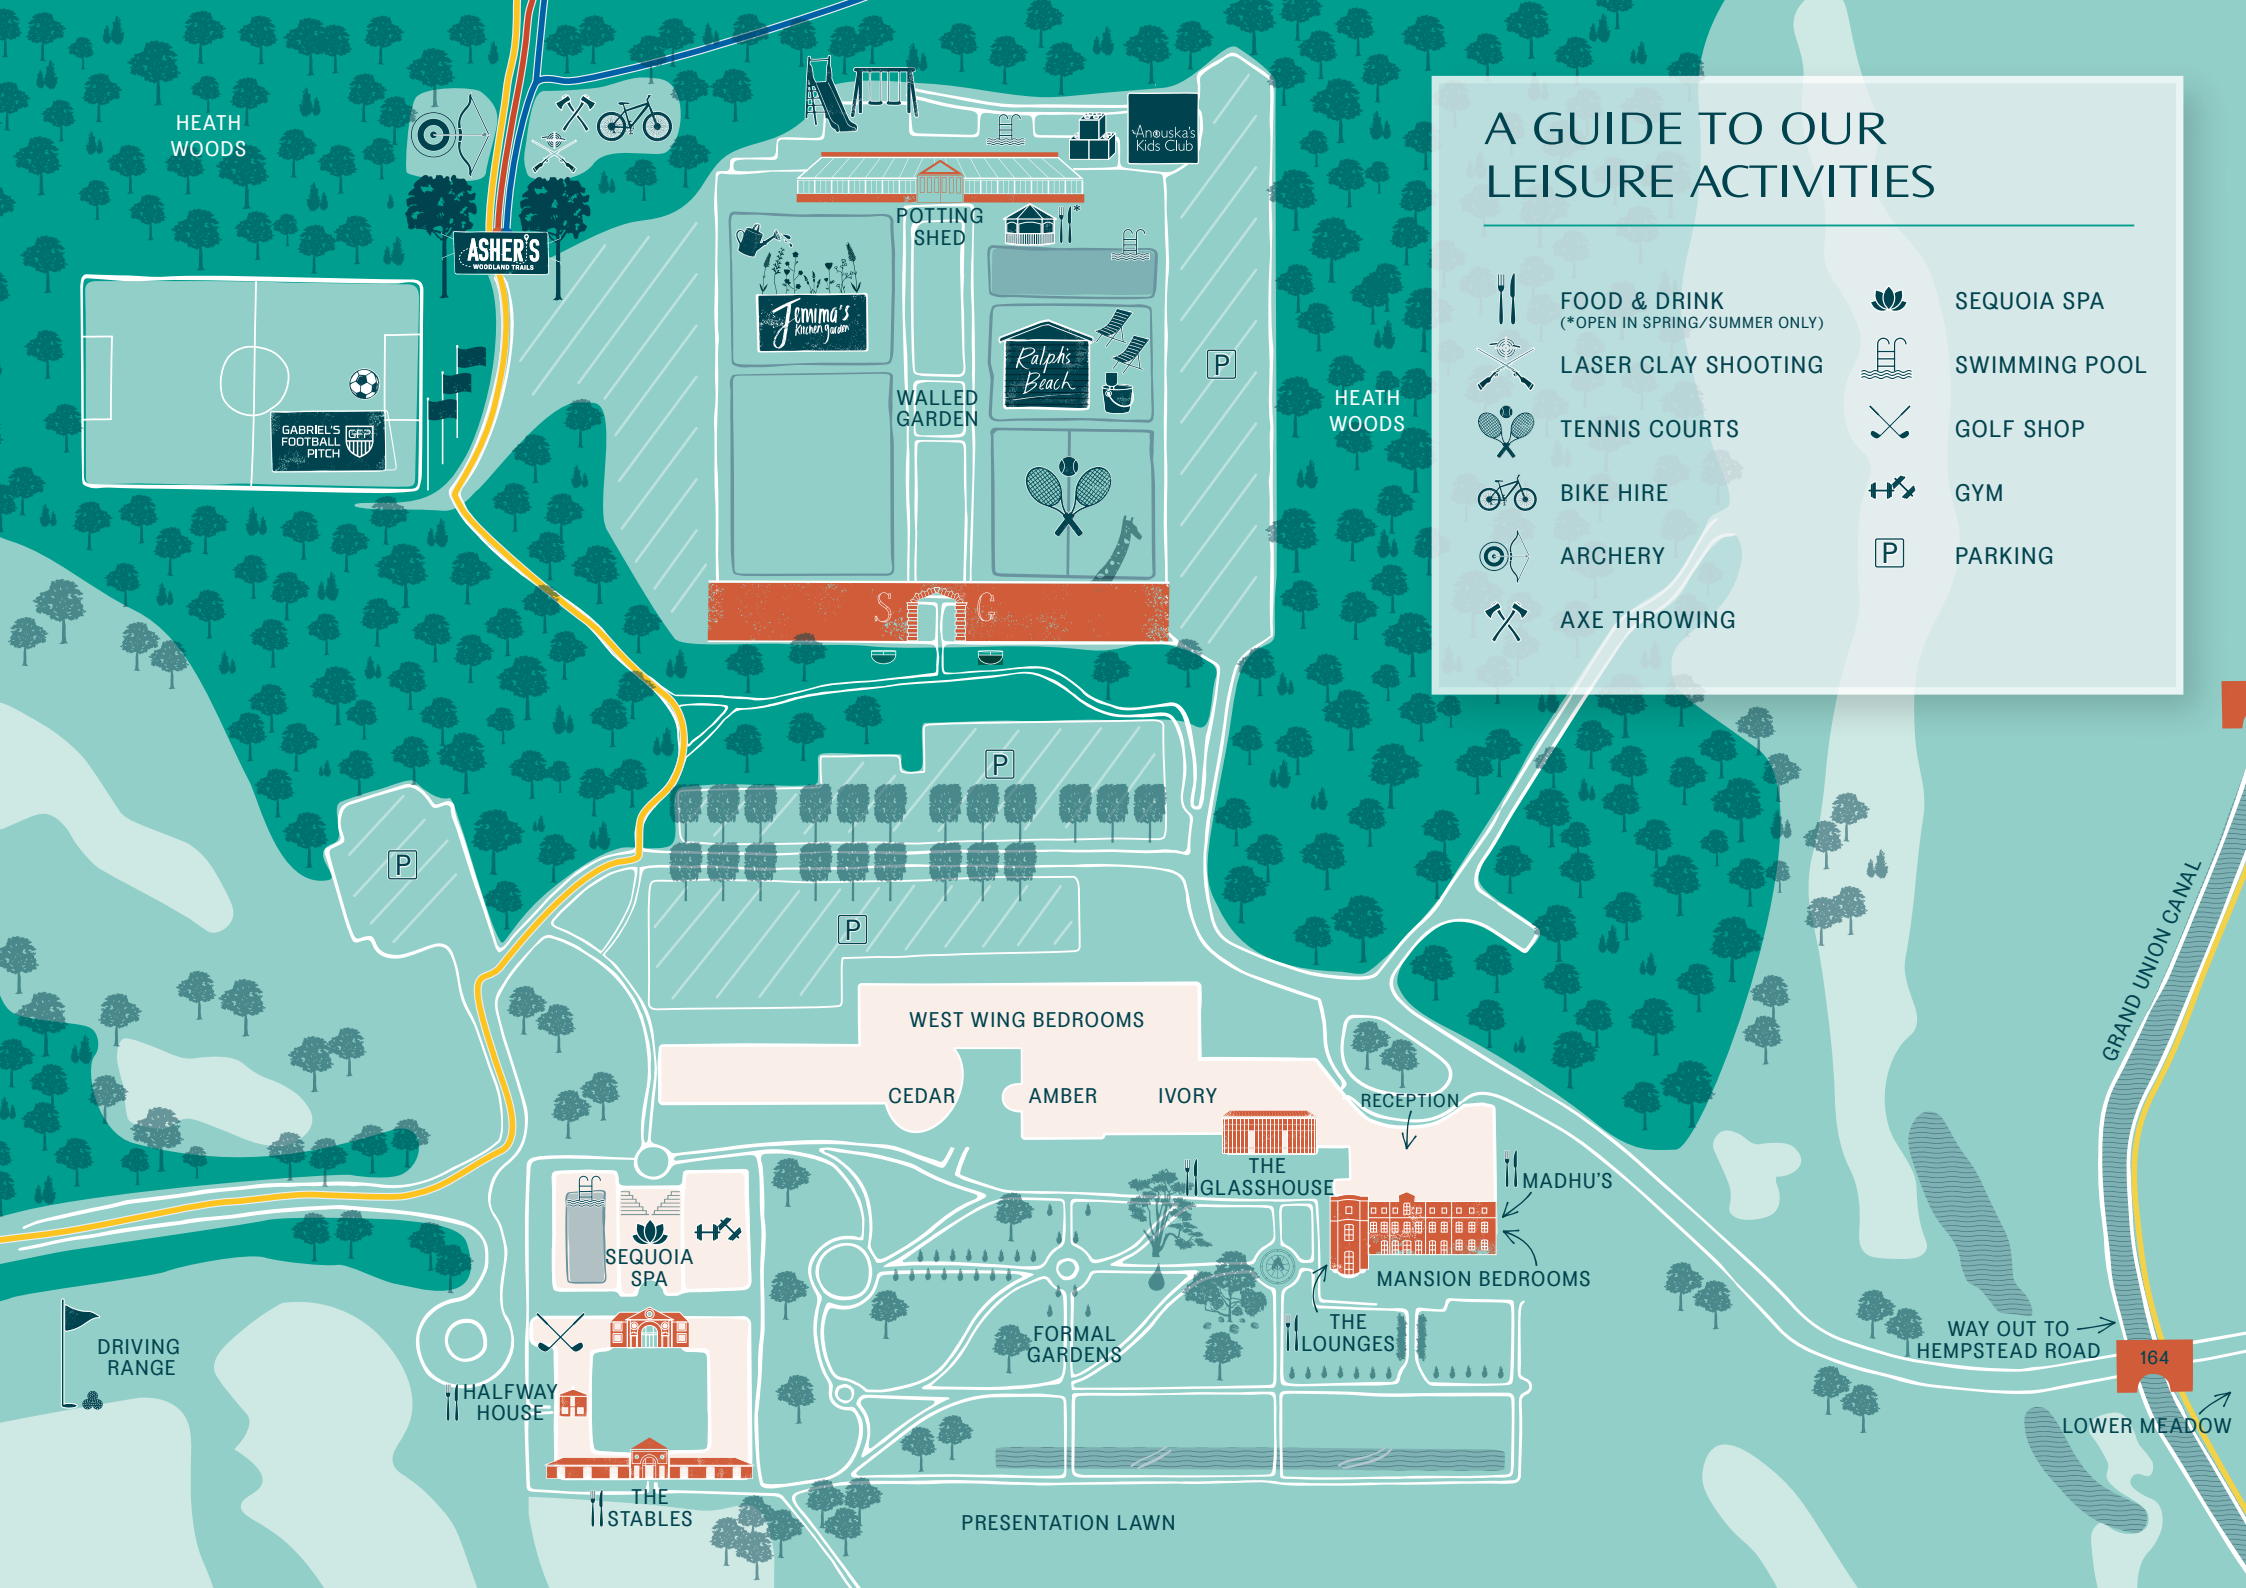 A GUIDE TO OUR
LEISURE ACTIVITIES
FOOD & DRINK
(*OPEN IN SPRING/SUMMER ONLY)
LASER CLAY SHOOTING
TENNIS COURTS
BIKE HIRE
ARCHERY
AXE THROWING
SEQUOIA SPA
SWIMMING POOL
GOLF SHOP
GYM
P
PARKING
HEATH
WOODS
ASHER'S
WOODLAND TRAILS
Anouska's
Kids Club
POTTING
SHED
*
Jemima's
Kitchen garden
Ralph's
Beach
P
WALLED
GARDEN
HEATH
WOODS
GABRIEL'S
FOOTBALL
PITCH
GFP
S
G
P
P
P
WEST WING BEDROOMS
CEDAR
AMBER
IVORY
RECEPTION
THE
GLASSHOUSE
MADHU'S
MANSION BEDROOMS
THE
LOUNGES
FORMAL
GARDENS
SEQUOIA
SPA
DRIVING
RANGE
HALFWAY
HOUSE
THE
STABLES
PRESENTATION LAWN
GRAND UNION CANAL
WAY OUT TO
HEMPSTEAD ROAD
164
LOWER MEADOW